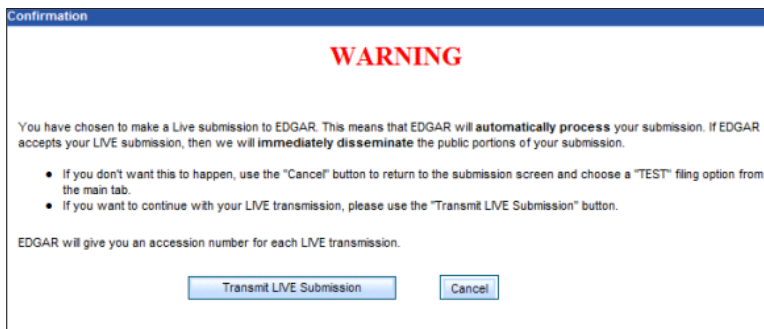 Confirmation
WARNING
You have chosen to make a Live submission to EDGAR. This means that EDGAR will automatically process your submission. If EDGAR
accepts your LIVE submission, then we will immediately disseminate the public portions of your submission.
● If you don't want this to happen, use the "Cancel" button to return to the submission screen and choose a "TEST" filing option from
the main tab.
● If you want to continue with your LIVE transmission, please use the "Transmit LIVE Submission" button.
EDGAR will give you an accession number for each LIVE transmission.
Transmit LIVE Submission Cancel